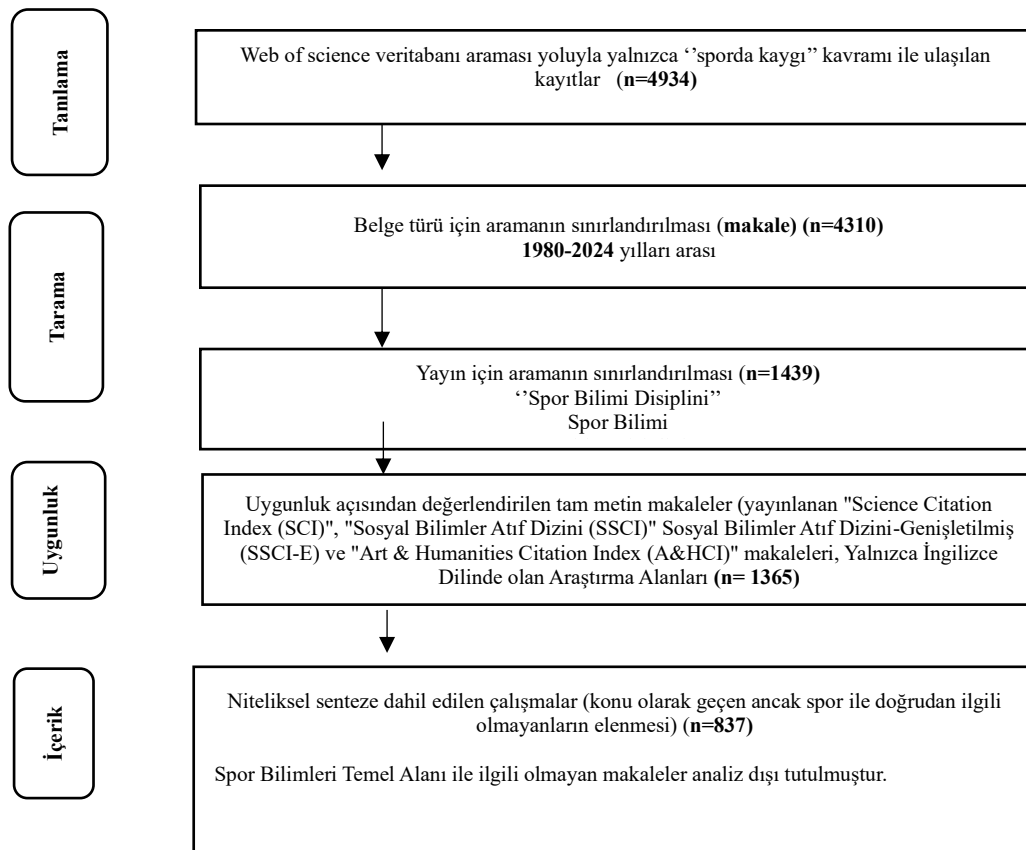 Tanılama
Web of science veritabanı araması yoluyla yalnızca ‘’sporda kaygı’’ kavramı ile ulaşılan
kayıtlar (n=4934)
Tarama
Belge türü için aramanın sınırlandırılması (makale) (n=4310)
1980-2024 yılları arası
Yayın için aramanın sınırlandırılması (n=1439)
‘’Spor Bilimi Disiplini’’
Spor Bilimi
Uygunluk
Uygunluk açısından değerlendirilen tam metin makaleler (yayınlanan "Science Citation
Index (SCI)", "Sosyal Bilimler Atıf Dizini (SSCI)" Sosyal Bilimler Atıf Dizini-Genişletilmiş
(SSCI-E) ve "Art & Humanities Citation Index (A&HCI)" makaleleri, Yalnızca İngilizce
Dilinde olan Araştırma Alanları (n= 1365)
İçerik
Niteliksel senteze dahil edilen çalışmalar (konu olarak geçen ancak spor ile doğrudan ilgili
olmayanların elenmesi) (n=837)
Spor Bilimleri Temel Alanı ile ilgili olmayan makaleler analiz dışı tutulmuştur.